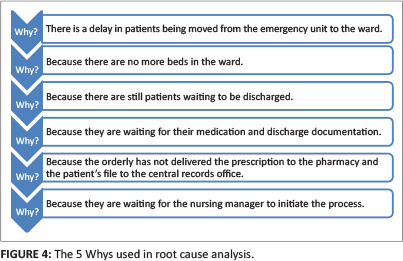 Why? There is a delay in patients being moved from the emergency unit to the ward.
Why? Because there are no more beds in the ward.
Why? Because there are still patients waiting to be discharged.
Why? Because they are waiting for their medication and discharge documentation.
Because the orderly has not delivered the prescription to the pharmacy and
Why? the patient's file to the central records office.
Why? Because they are waiting for the nursing manager to initiate the process.
FIGURE 4: The 5 Whys used in root cause analysis.